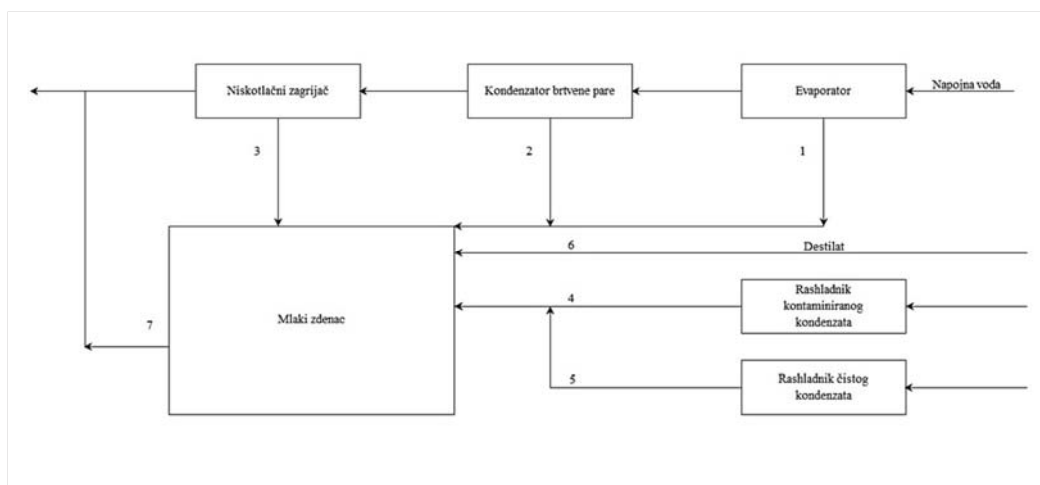 Niskotlačni zagrijač
Kondenzator brtvene pare
Evaporator
Napojna voda
3
2
1
6
Destilat
Rashladnik
kontaminiranog
kondenzata
4
Mlaki zdenac
7
5
Rashladnik čistog
kondenzata